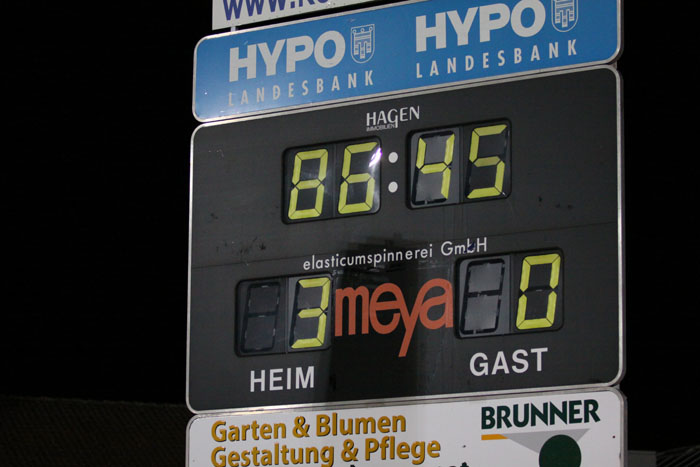 HYPO LANDESBANK HYPO LANDESBANK
HAGEN
IMMOBILIEN
86:45
elasticumspinnerei GmbH
3 meya 0
HEIM GAST
Garten & Blumen
Gestaltung & Pflege
BRUNNER